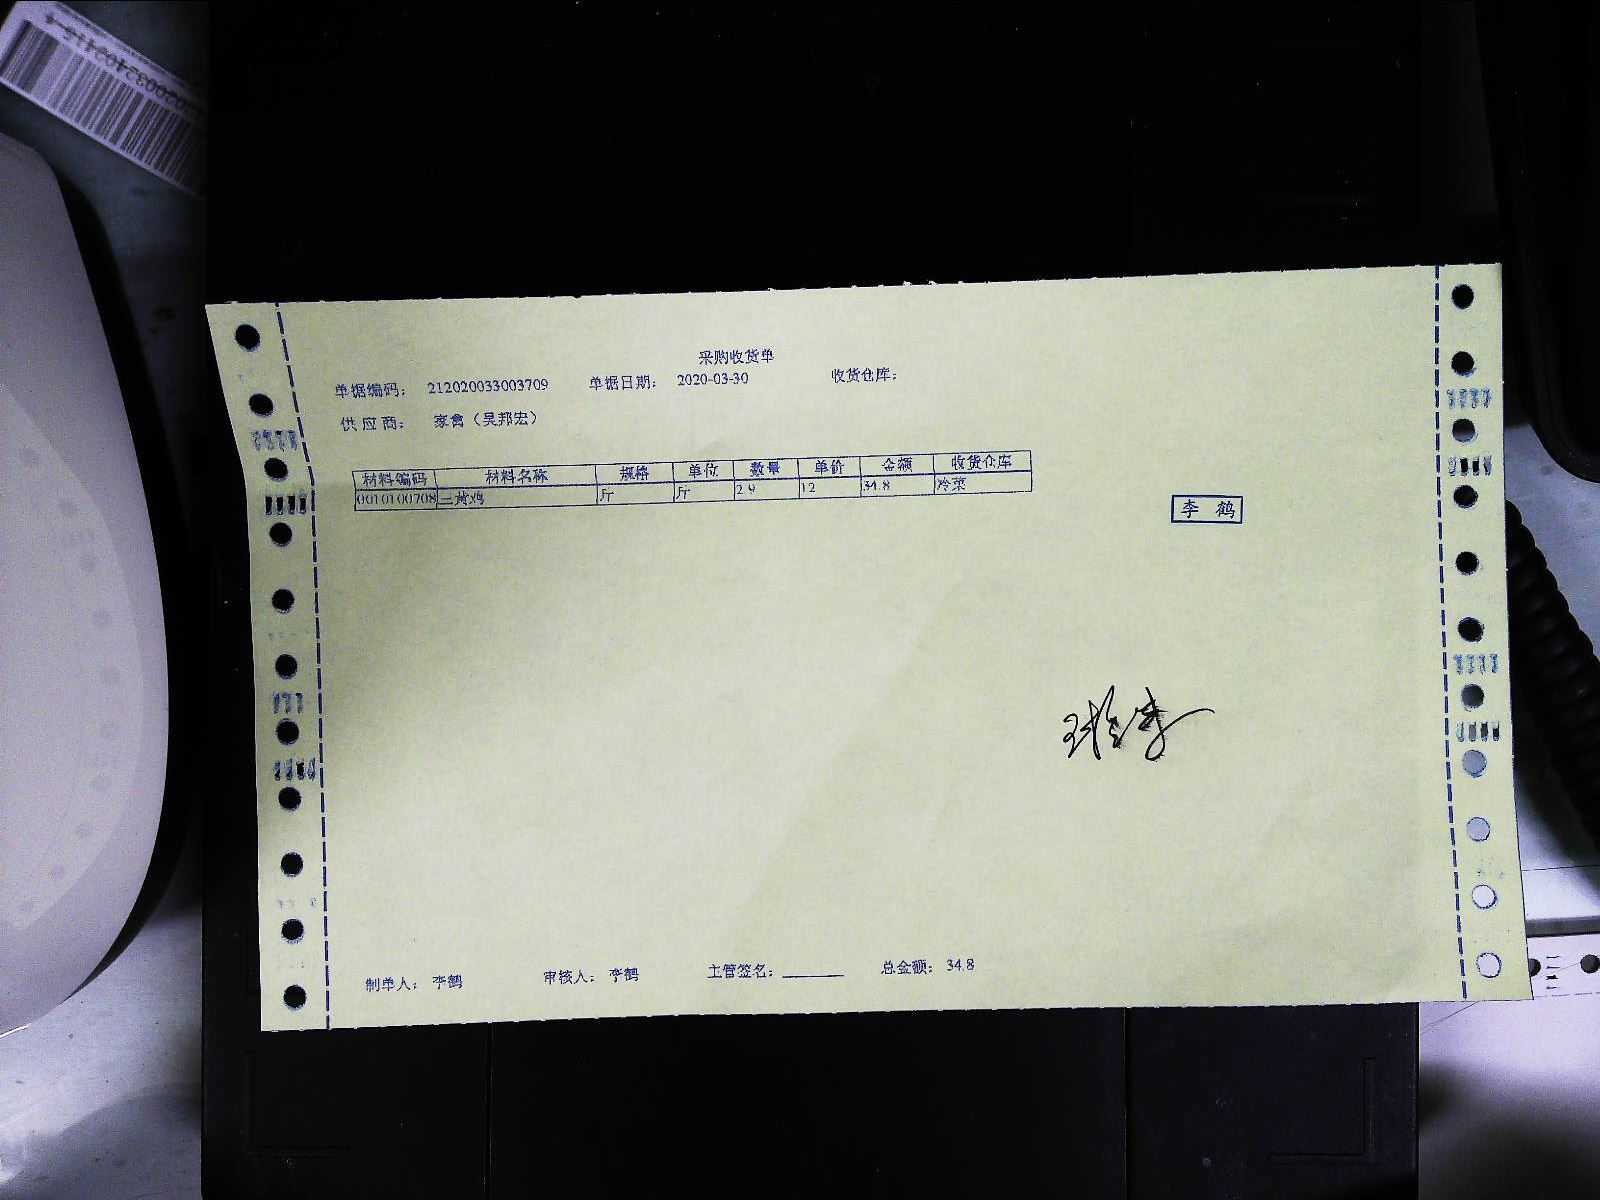 采购收货单
单据编码： 212020033003709 单据日期： 2020-03-30 收货仓库：
供应商： 家禽（吴邦宏）
材料编码 材料名称 规格 单位 数量 单价 金额 收货仓库
0010100708 三黄鸡 斤 斤 2.9 12 34.8 冷菜
李鹤
制单人： 李鹤 审核人： 李鹤 主管签名： 总金额： 34.8